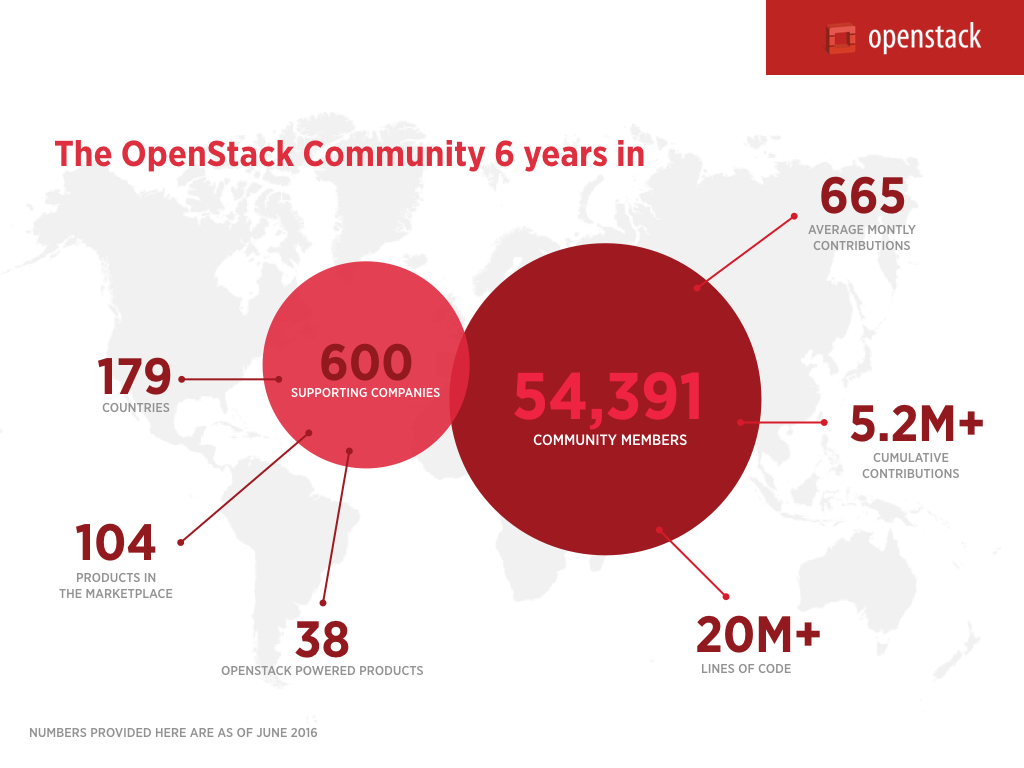 openstack
The OpenStack Community 6 years in
665
AVERAGE MONTLY
CONTRIBUTIONS
600
SUPPORTING COMPANIES
179
COUNTRIES
54,391
COMMUNITY MEMBERS
5.2M+
CUMULATIVE
CONTRIBUTIONS
104
PRODUCTS IN
THE MARKETPLACE
38
OPENSTACK POWERED PRODUCTS
20M+
LINES OF CODE
NUMBERS PROVIDED HERE ARE AS OF JUNE 2016